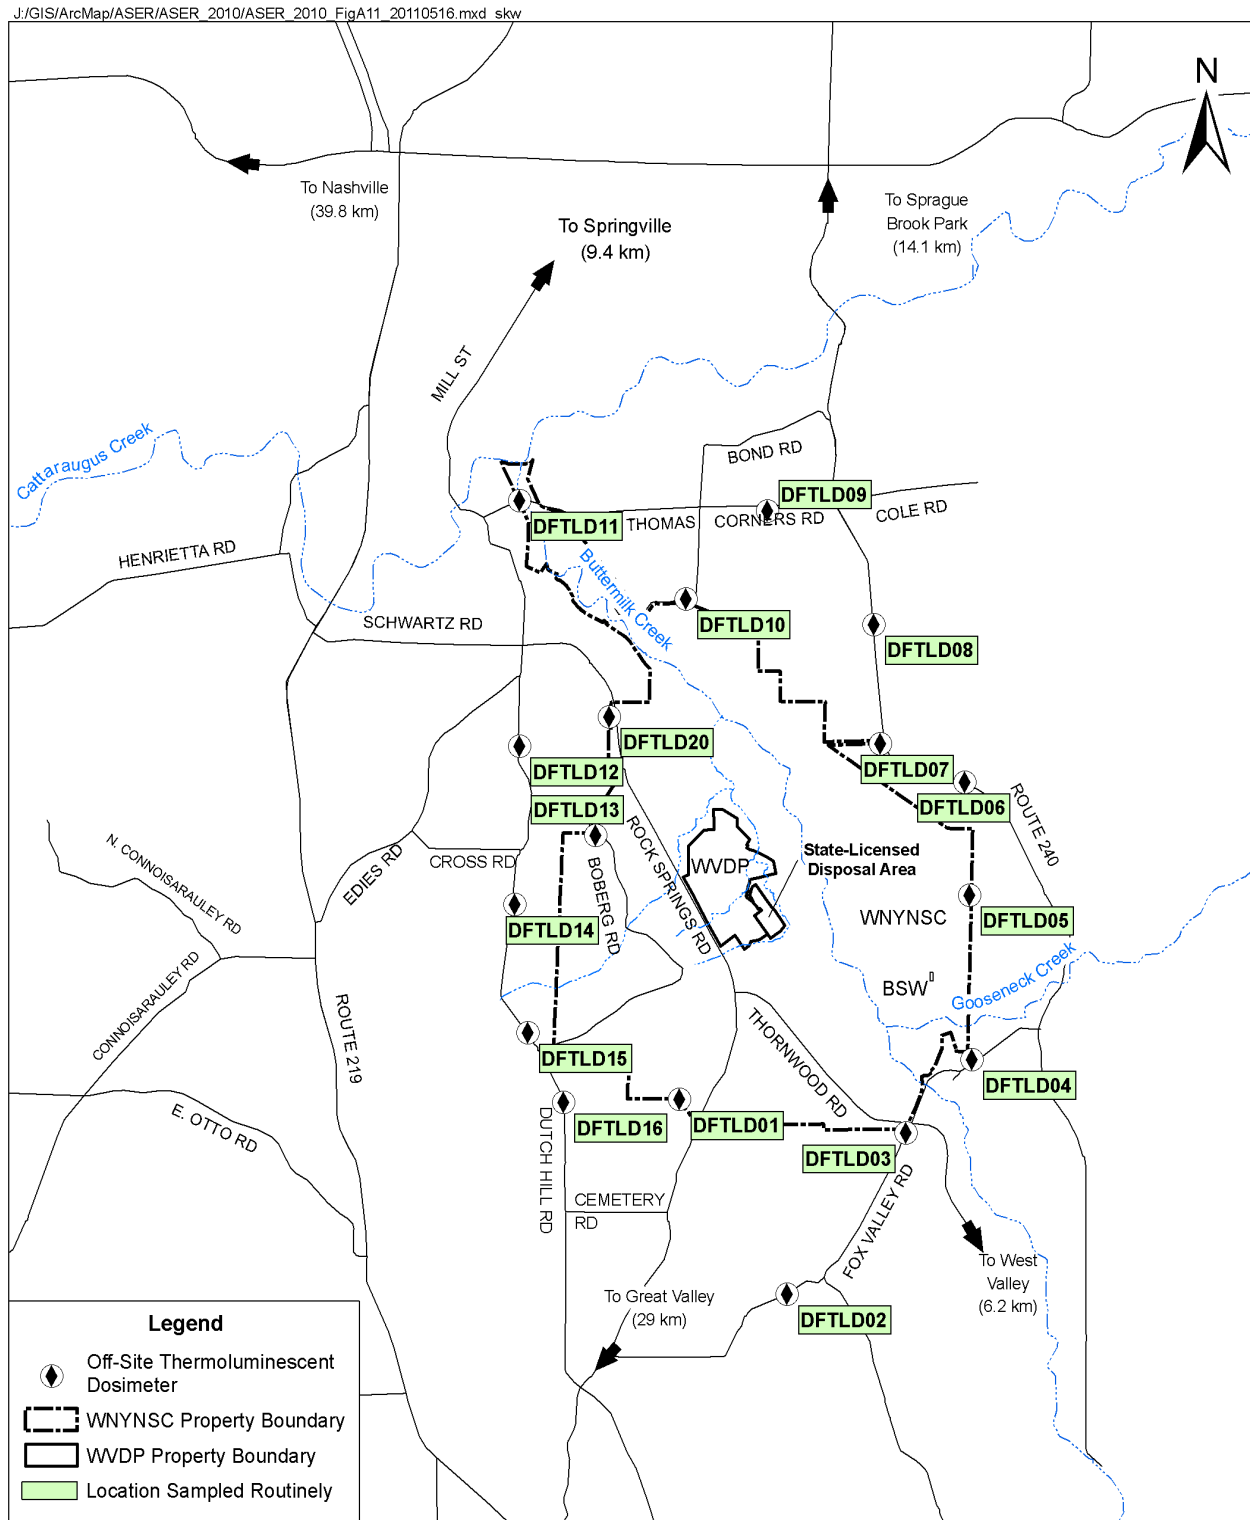 J:/GIS/ArcMap/ASER/ASER_2010/ASER_2010_FigA11_20110516.mxd skw
N
To Nashville
(39.8 km)
To Springville
(9.4 km)
To Sprague
Brook Park
(14.1 km)
MILL ST
Cattaraugus Creek
BOND RD
DFTLD09
COLE RD
DFTLD11
THOMAS
CORNERS RD
HENRIETTA RD
Buttermilk Creek
SCHWARTZ RD
DFTLD10
DFTLD08
DFTLD20
DFTLD12
DFTLD07
DFTLD06
DFTLD13
ROUTE 240
N. CONNOISARAULEY RD
EDIES RD
CROSS RD
BOBERG RD
ROCK SPRINGS RD
WVDP
State-Licensed
Disposal Area
WNYNSC
DFTLD05
DFTLD14
CONNOISARAULEY RD
BSW
Gooseneck Creek
ROUTE 219
DFTLD15
THORNWOOD RD
DFTLD04
E. OTTO RD
DUTCH HILL RD
DFTLD16
DFTLD01
DFTLD03
CEMETERY
RD
FOX VALLEY RD
To West
Valley
(6.2 km)
To Great Valley
(29 km)
DFTLD02
Legend
Off-Site Thermoluminescent
Dosimeter
WNYNSC Property Boundary
WVDP Property Boundary
Location Sampled Routinely